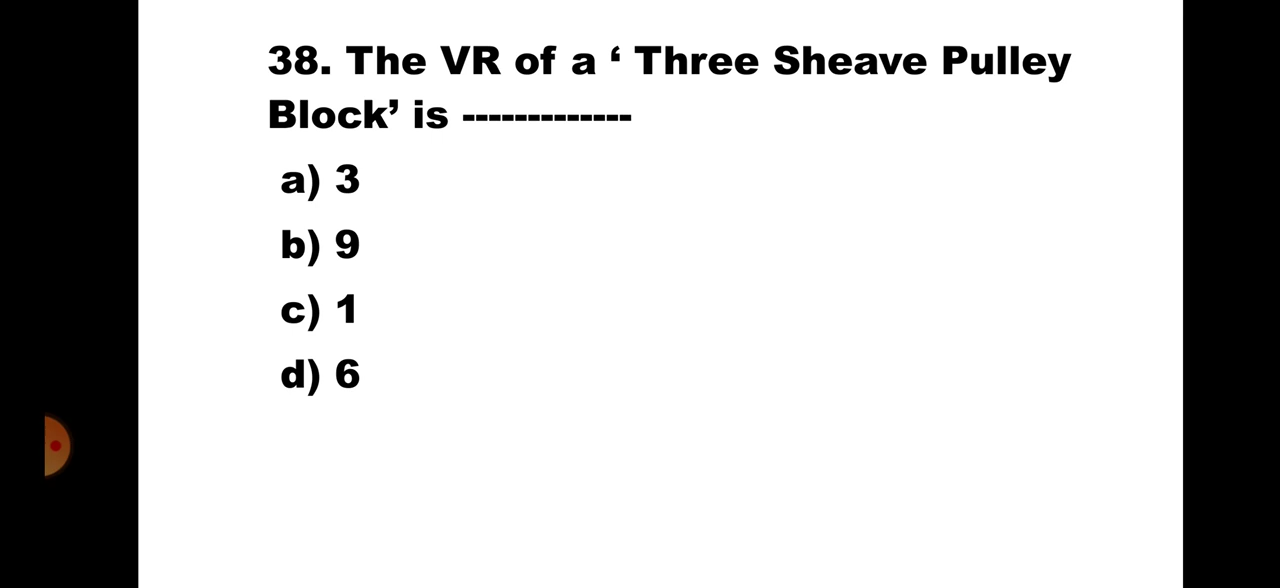 38. The VR of a ‘ Three Sheave Pulley
Block’ is -------------
a) 3
b) 9
c) 1
d) 6